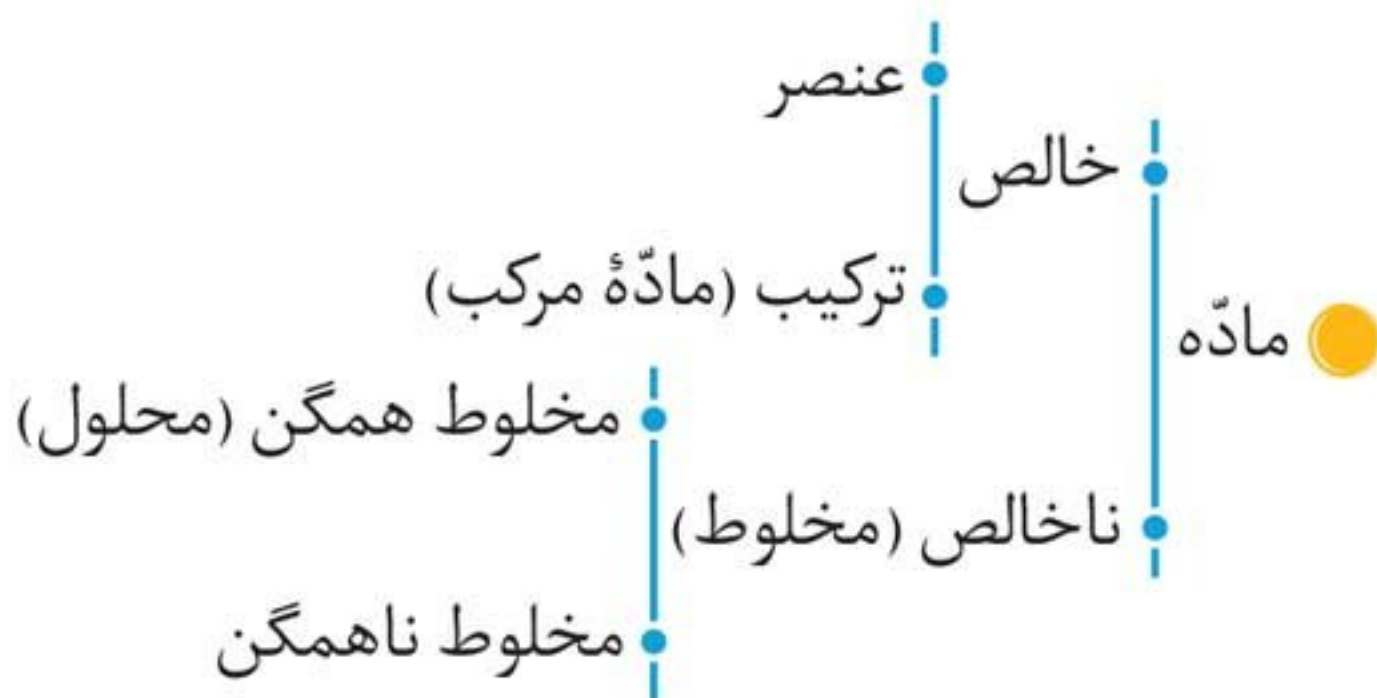 عنصر
خالص
ترکیب (مادّۀ مرکب)
مادّه
مخلوط همگن (محلول)
ناخالص (مخلوط)
مخلوط ناهمگن